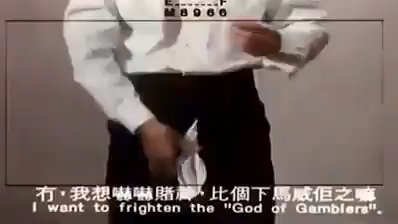 E.......F
M8966
冇，我想嚇嚇賭神，比個下馬威佢之嘛
I want to frighten the "God of Gamblers".